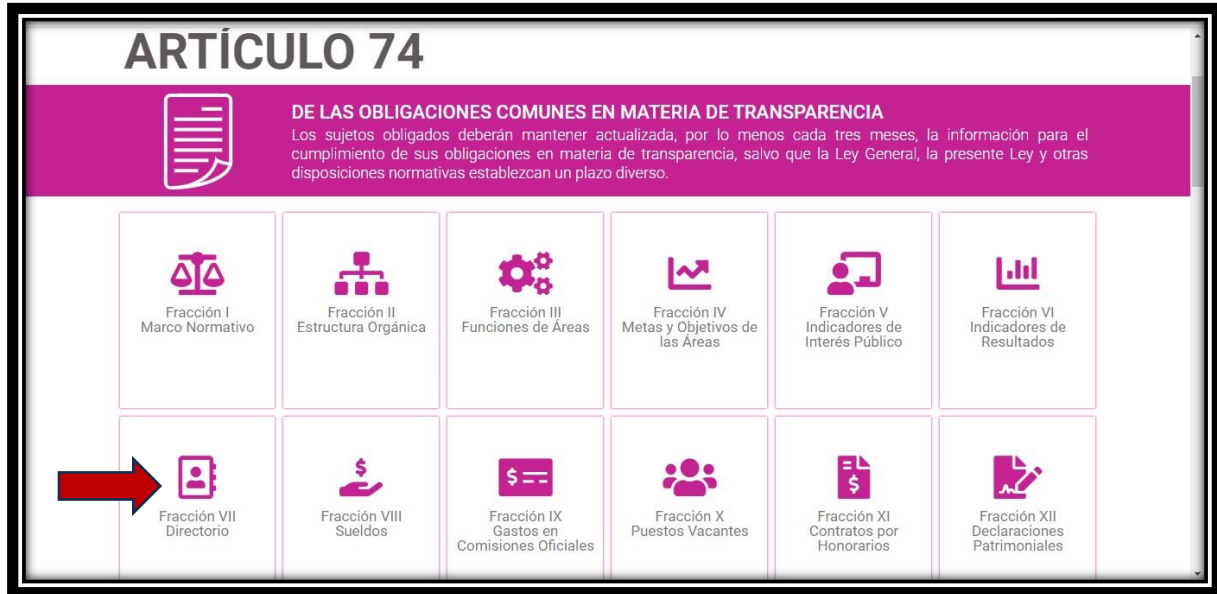 ARTÍCULO 74
DE LAS OBLIGACIONES COMUNES EN MATERIA DE TRANSPARENCIA
Los sujetos obligados deberán mantener actualizada, por lo menos cada tres meses, la información para el
cumplimiento de sus obligaciones en materia de transparencia, salvo que la Ley General, la presente Ley y otras
disposiciones normativas establezcan un plazo diverso.
Fracción I
Marco Normativo
Fracción II
Estructura Orgánica
Fracción III
Funciones de Áreas
Fracción IV
Metas y Objetivos de
las Áreas
Fracción V
Indicadores de
Interés Público
Fracción VI
Indicadores de
Resultados
Fracción VII
Directorio
Fracción VIII
Sueldos
Fracción IX
Gastos en
Comisiones Oficiales
Fracción X
Puestos Vacantes
Fracción XI
Contratos por
Honorarios
Fracción XII
Declaraciones
Patrimoniales